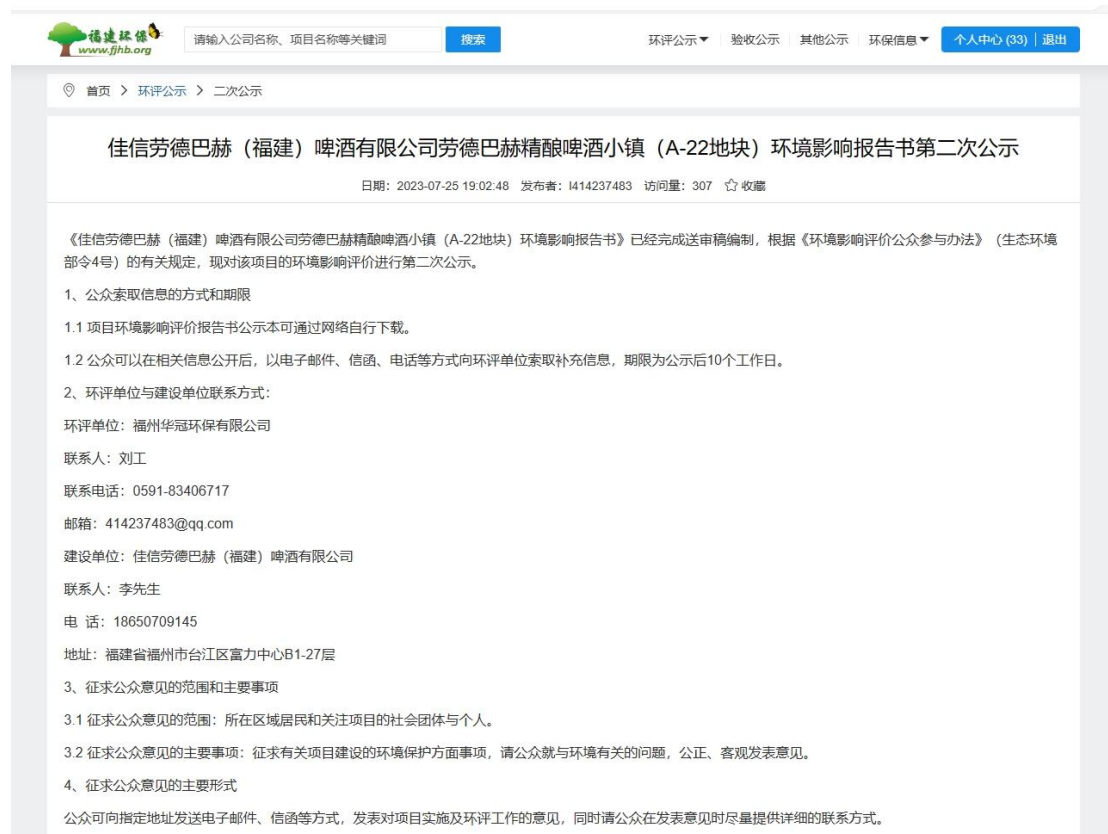 福建环保
www.fjhb.org
请输入公司名称、项目名称等关键词
搜索
环评公示 验收公示 其他公示 环保信息 个人中心 (33) | 退出
首页 > 环评公示 > 二次公示
佳信劳德巴赫（福建）啤酒有限公司劳德巴赫精酿啤酒小镇（A-22地块）环境影响报告书第二次公示
日期：2023-07-25 19:02:48 发布者：l414237483 访问量：307 收藏
《佳信劳德巴赫（福建）啤酒有限公司劳德巴赫精酿啤酒小镇（A-22地块）环境影响报告书》已经完成送审稿编制，根据《环境影响评价公众参与办法》（生态环境
部令4号）的有关规定，现对该项目的环境影响评价进行第二次公示。
1、公众索取信息的方式和期限
1.1 项目环境影响评价报告书公示本可通过网络自行下载。
1.2 公众可以在相关信息公开后，以电子邮件、信函、电话等方式向环评单位索取补充信息，期限为公示后10个工作日。
2、环评单位与建设单位联系方式：
环评单位：福州华冠环保有限公司
联系人：刘工
联系电话：0591-83406717
邮箱：414237483@qq.com
建设单位：佳信劳德巴赫（福建）啤酒有限公司
联系人：李先生
电 话：18650709145
地址：福建省福州市台江区富力中心B1-27层
3、征求公众意见的范围和主要事项
3.1 征求公众意见的范围：所在区域居民和关注项目的社会团体与个人。
3.2 征求公众意见的主要事项：征求有关项目建设的环境保护方面事项，请公众就与环境有关的问题，公正、客观发表意见。
4、征求公众意见的主要形式
公众可向指定地址发送电子邮件、信函等方式，发表对项目实施及环评工作的意见，同时请公众在发表意见时尽量提供详细的联系方式。